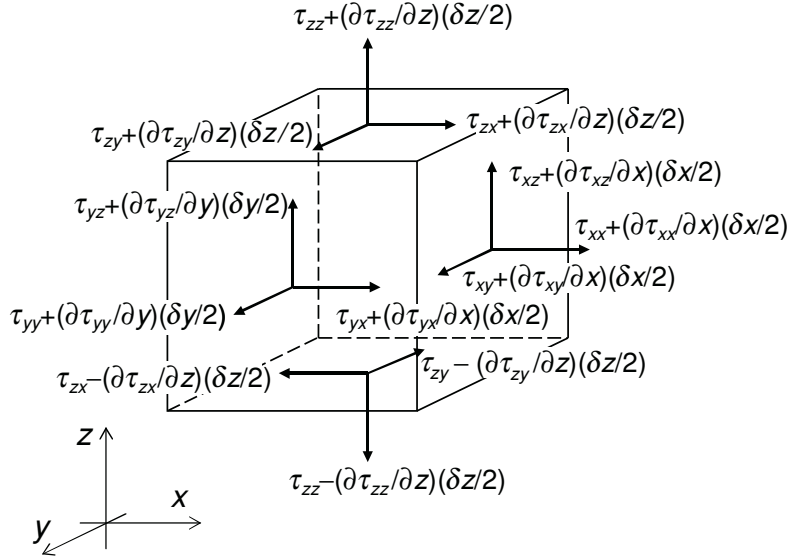 τzz+(∂τzz/∂z)(δz/2)
τzy+(∂τzy/∂z)(δz/2)
τzx+(∂τzx/∂z)(δz/2)
τxz+(∂τxz/∂x)(δx/2)
τyz+(∂τyz/∂y)(δy/2)
τxx+(∂τxx/∂x)(δx/2)
τxy+(∂τxy/∂x)(δx/2)
τyy+(∂τyy/∂y)(δy/2)
τyx+(∂τyx/∂x)(δx/2)
τzy − (∂τzy/∂z)(δz/2)
τzx−(∂τzx/∂z)(δz/2)
τzz−(∂τzz/∂z)(δz/2)
z
x
y